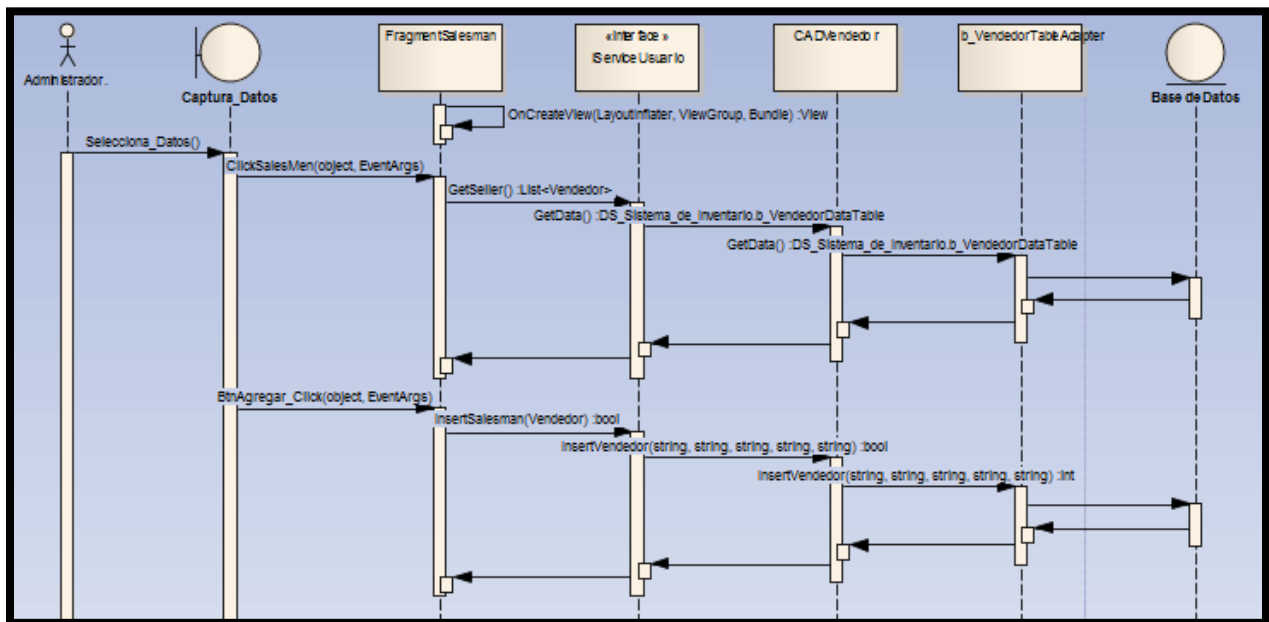 FragmentSalesman
«interface»
IServiceUsuario
CADVendedor
b_VendedorTableAdapter
Administrador.
Captura_Datos
Base de Datos
OnCreateView(LayoutInflater, ViewGroup, Bundle) :View
Selecciona_Datos()
ClickSalesMen(object, EventArgs)
GetSeller() :List<Vendedor>
GetData() :DS_Sistema_de_Inventario.b_VendedorDataTable
GetData() :DS_Sistema_de_Inventario.b_VendedorDataTable
BtnAgregar_Click(object, EventArgs)
InsertSalesman(Vendedor) :bool
InsertVendedor(string, string, string, string, string) :bool
InsertVendedor(string, string, string, string, string) :int